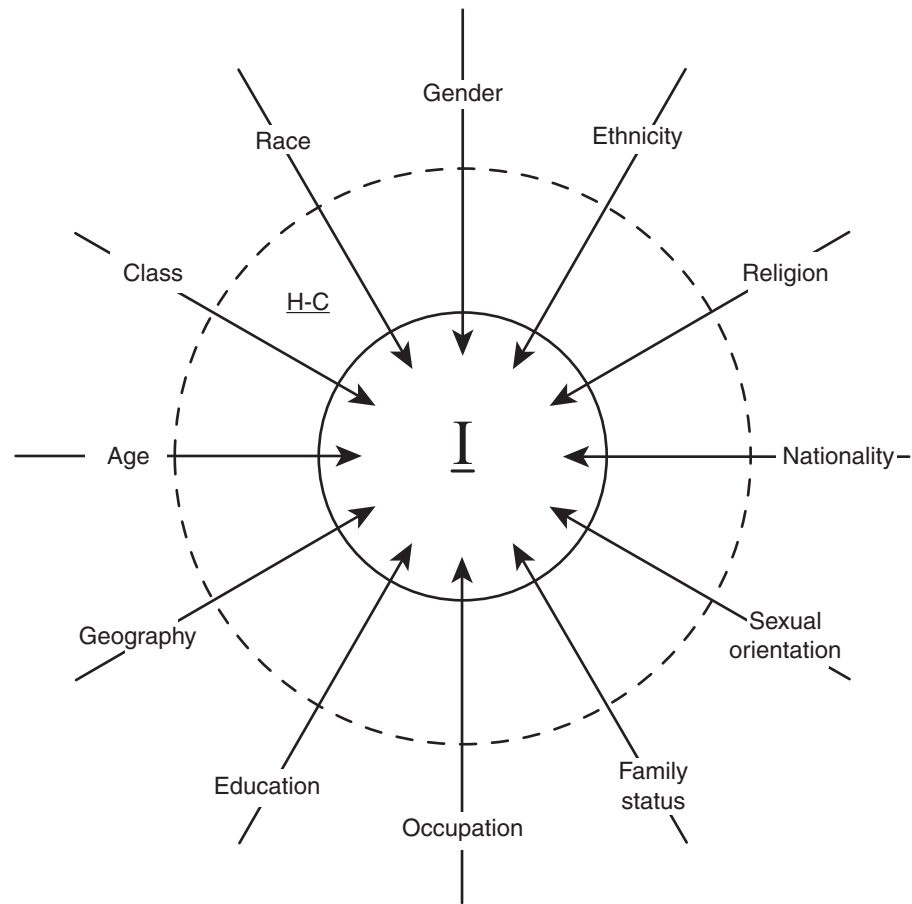 Gender
Race
Ethnicity
Class
Religion
H-C
I
Age
Nationality
Geography
Sexual
orientation
Education
Family
status
Occupation